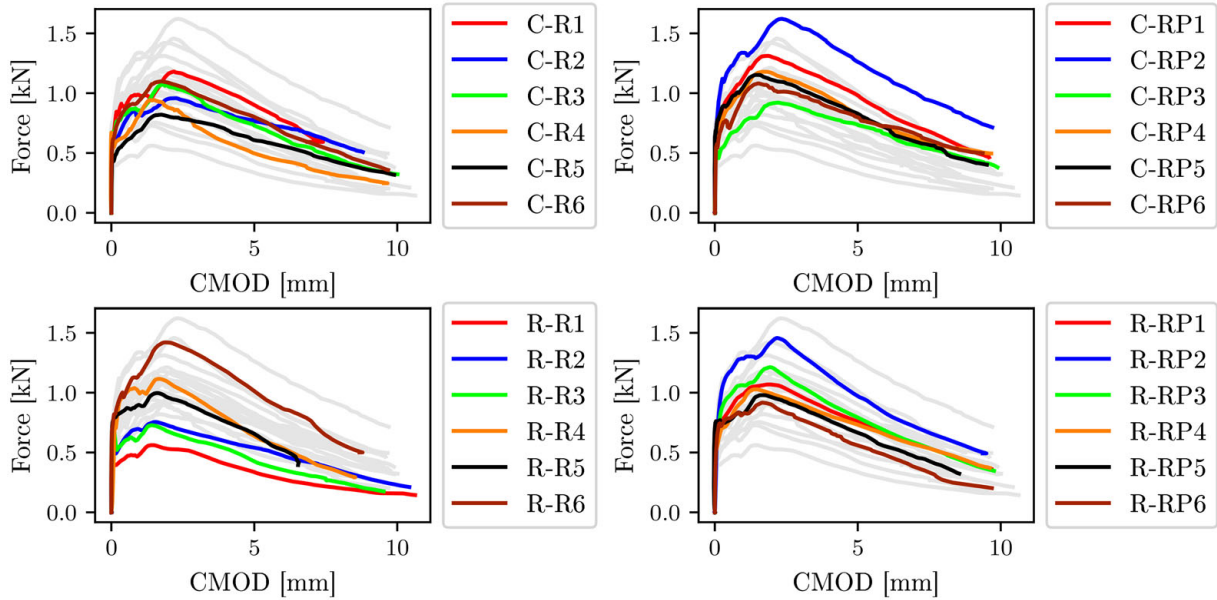 Force [kN]
1.5
1.0
0.5
0.0
0
5
10
CMOD [mm]
C-R1
C-R2
C-R3
C-R4
C-R5
C-R6
Force [kN]
1.5
1.0
0.5
0.0
0
5
10
CMOD [mm]
C-RP1
C-RP2
C-RP3
C-RP4
C-RP5
C-RP6
Force [kN]
1.5
1.0
0.5
0.0
0
5
10
CMOD [mm]
R-R1
R-R2
R-R3
R-R4
R-R5
R-R6
Force [kN]
1.5
1.0
0.5
0.0
0
5
10
CMOD [mm]
R-RP1
R-RP2
R-RP3
R-RP4
R-RP5
R-RP6